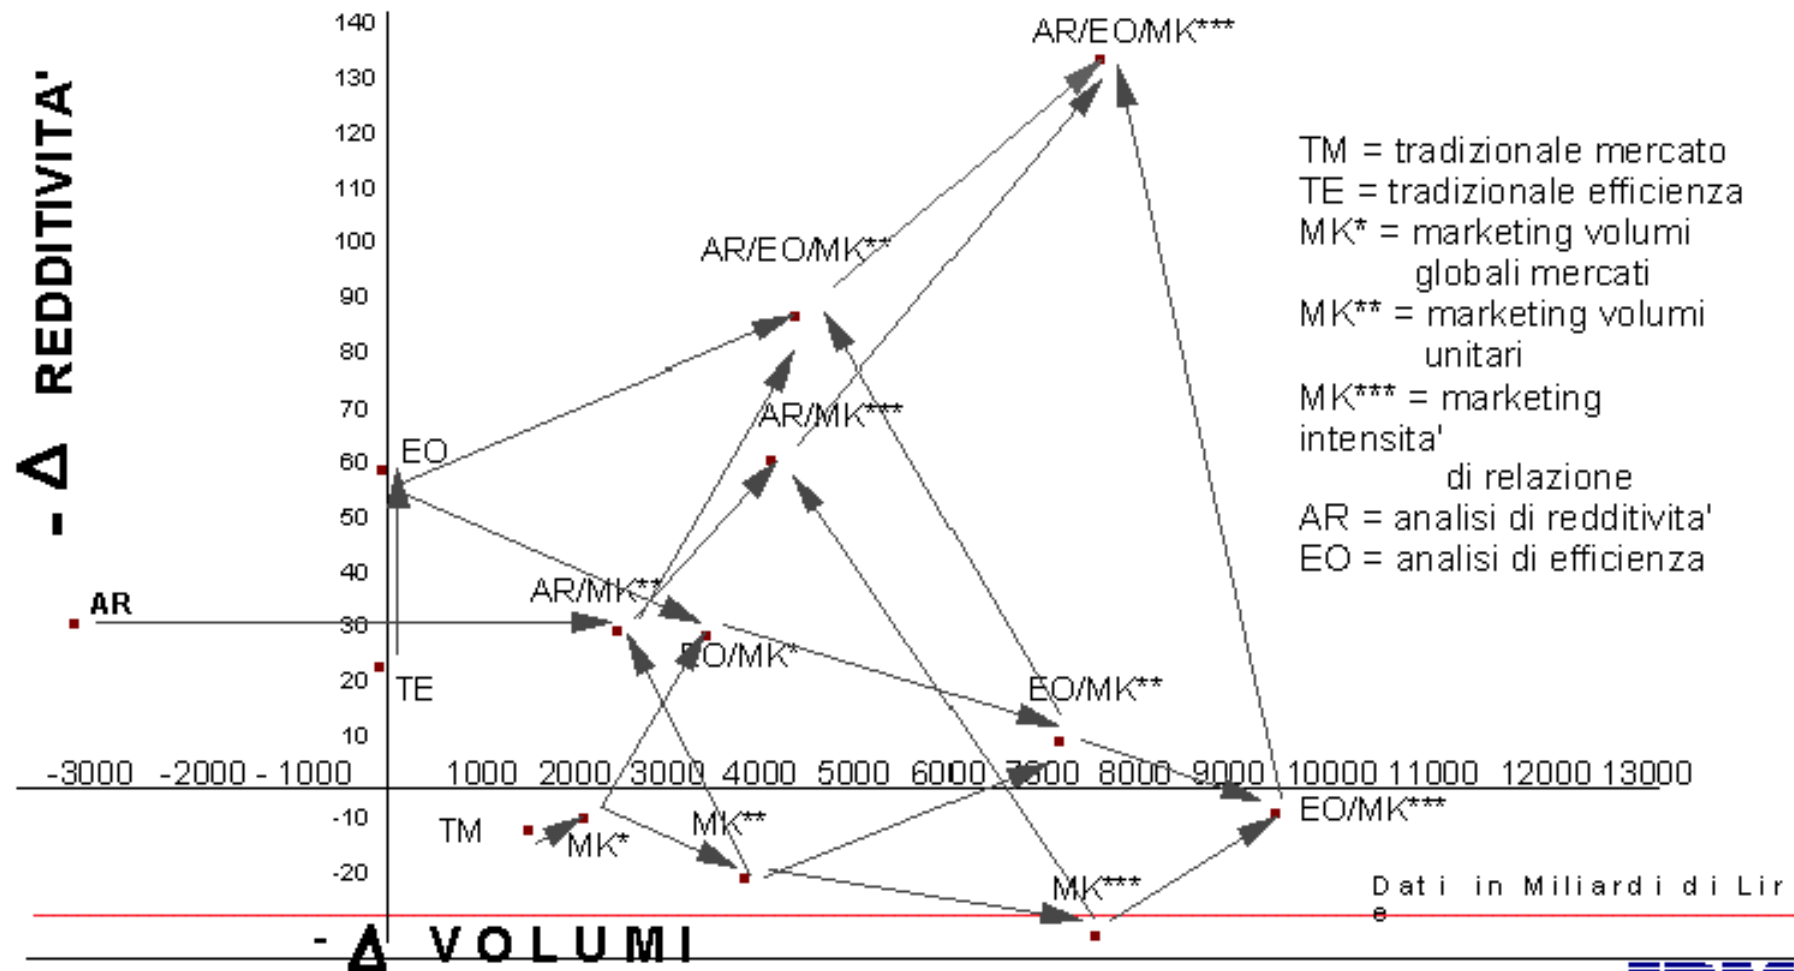 140
AR/EO/MK***
130
120
110
100
90
80
70
60
50
40
30
20
10
-10
-20
- Δ REDDITIVITA'
TM = tradizionale mercato
TE = tradizionale efficienza
MK* = marketing volumi
globali mercati
MK** = marketing volumi
unitari
MK*** = marketing
intensita'
di relazione
AR = analisi di redditivita'
EO = analisi di efficienza
AR/EO/MK**
AR/MK***
EO
AR/MK**
AR
EO/MK*
TE
EO/MK**
-3000 -2000 - 1000 1000 2000 3000 4000 5000 6000 7000 8000 9000 10000 11000 12000 13000
EO/MK***
TM
MK*
MK**
MK***
Dati in Miliardi di Lir
e
- Δ VOLUMI